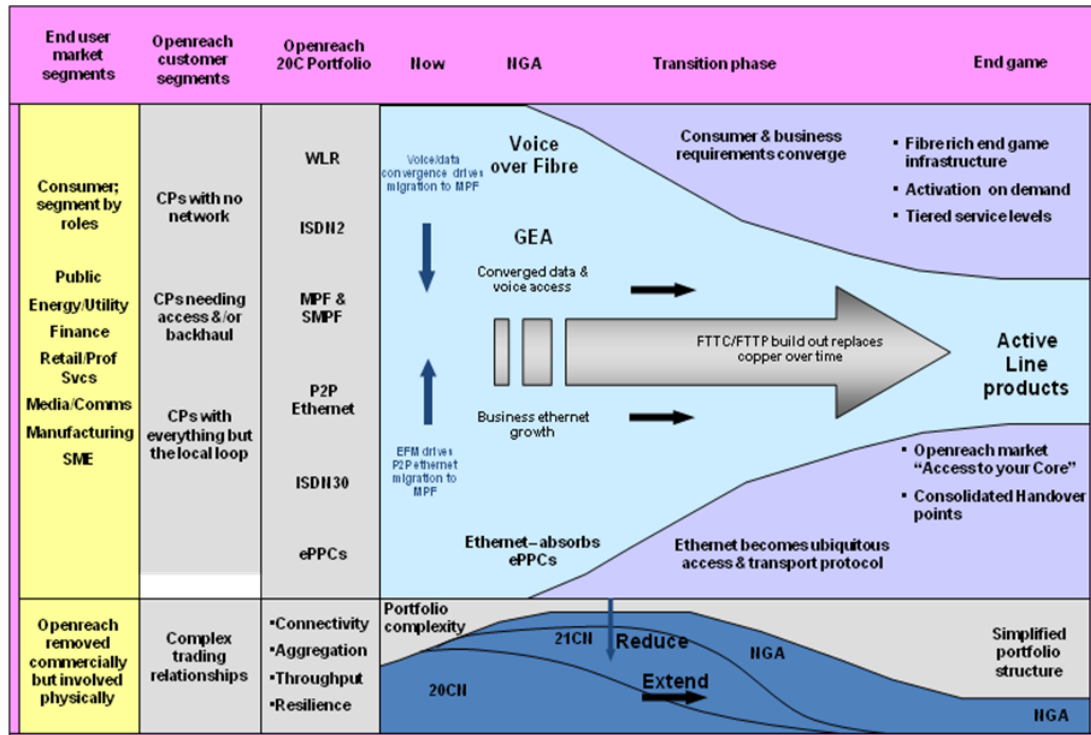 End user
market
segments
Openreach
customer
segments
Openreach
20C Portfolio
Now
NGA
Transition phase
End game
Consumer;
segment by
roles
Public
Energy/Utility
Finance
Retail/Prof
Svcs
Media/Comms
Manufacturing
SME
CPs with no
network
CPs needing
access &/or
backhaul
CPs with
everything but
the local loop
WLR
ISDN2
MPF &
SMPF
P2P
Ethernet
ISDN30
ePPCs
Voice/data
convergence drives
migration to MPF
EFM drives
P2P ethernet
migration to
MPF
Voice
over Fibre
GEA
Converged data &
voice access
Business ethernet
growth
Ethernet – absorbs
ePPCs
Consumer & business
requirements converge
FTTC/FTTP build out replaces
copper over time
Ethernet becomes ubiquitous
access & transport protocol
▪ Fibre rich end game
infrastructure
▪ Activation on demand
▪ Tiered service levels
Active
Line
products
▪ Openreach market
“Access to your Core”
▪ Consolidated Handover
points
Openreach
removed
commercially
but involved
physically
Complex
trading
relationships
▪Connectivity
▪Aggregation
▪Throughput
▪Resilience
Portfolio
complexity
20CN
21CN
Reduce
Extend
NGA
Simplified
portfolio
structure
NGA